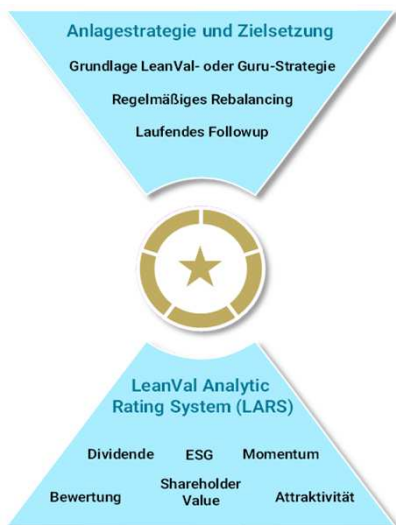 Anlagestrategie und Zielsetzung
Grundlage LeanVal- oder Guru-Strategie
Regelmäßiges Rebalancing
Laufendes Followup
LeanVal Analytic
Rating System (LARS)
Dividende ESG Momentum
Bewertung Shareholder Value Attraktivität